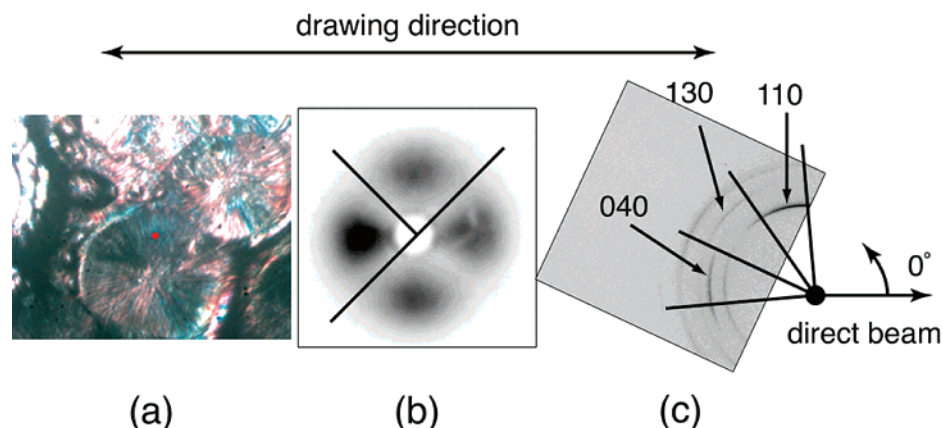 drawing direction
130 110
040
0°
direct beam
(a) (b) (c)